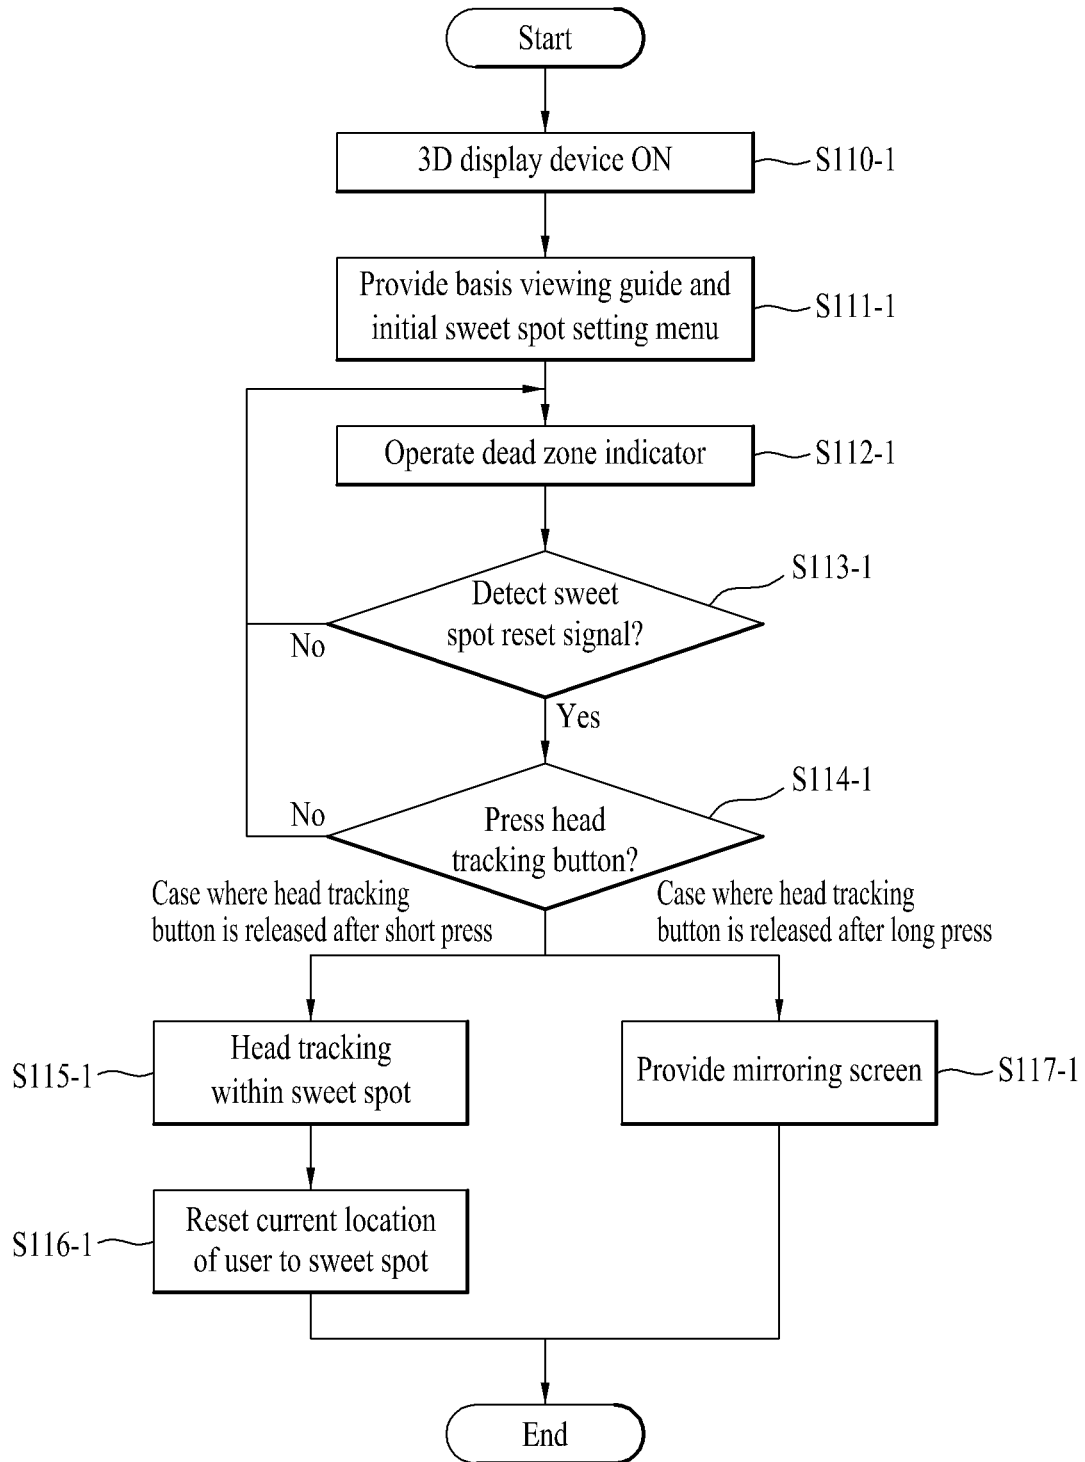 Start
3D display device ON
S110-1
Provide basis viewing guide and
initial sweet spot setting menu
S111-1
Operate dead zone indicator
S112-1
Detect sweet
spot reset signal?
S113-1
No
Yes
Press head
tracking button?
S114-1
No
Case where head tracking
button is released after short press
Case where head tracking
button is released after long press
Head tracking
within sweet spot
S115-1
Provide mirroring screen
S117-1
Reset current location
of user to sweet spot
S116-1
End